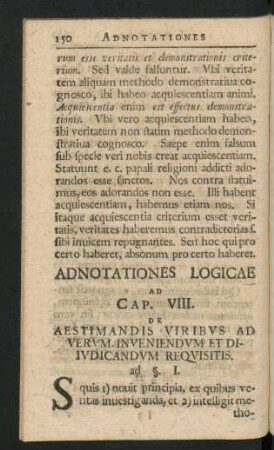 150 ADNOTATIONES
rum esse veritatis et demonstrationis crite-
rium. Sed valde falluntur. Vbi verita-
tem aliquam methodo demonstratiua co-
gnosco, ibi habeo acquiescentiam animi.
Acquiescentia enim est effectus demonstra-
tionis. Vbi vero acquiescentiam habeo,
ibi veritatem non statim methodo demon-
stratiua cognosco. Saepe enim falsum
sub specie veri nobis creat acquiescentiam.
Statuunt e. c. papali religioni addicti ado-
randos esse sanctos. Nos contra statui-
mus, eos adorandos non esse. Illi habent
acquiescentiam, habemus etiam nos. Si
itaque acquiescentia criterium esset veri-
tatis, veritates haberemus contradictorias s.
sibi inuicem repugnantes. Sed hoc qui pro
certo haberet, absonum pro certo haberet.
ADNOTATIONES LOGICAE
AD
CAP. VIII.
DE
AESTIMANDIS VIRIBVS AD
VERVM INVENIENDVM ET DI-
IVDICANDVM REQVISITIS.
ad §. I.
Squis 1) nouit principia, ex quibus ve-
ritas inuestiganda, et 2) intelligit me-
tho-